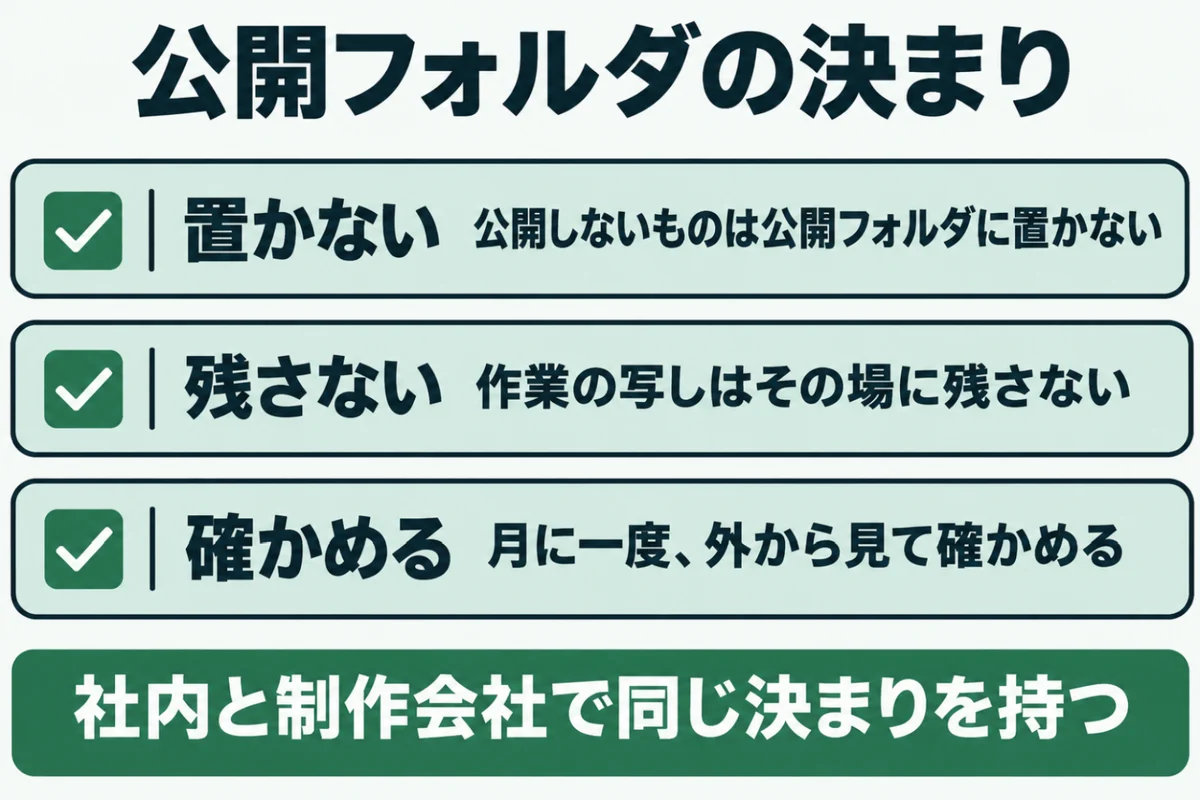 公開フォルダの決まり
置かない 公開しないものは公開フォルダに置かない
残さない 作業の写しはその場に残さない
確かめる 月に一度、外から見て確かめる
社内と制作会社で同じ決まりを持つ